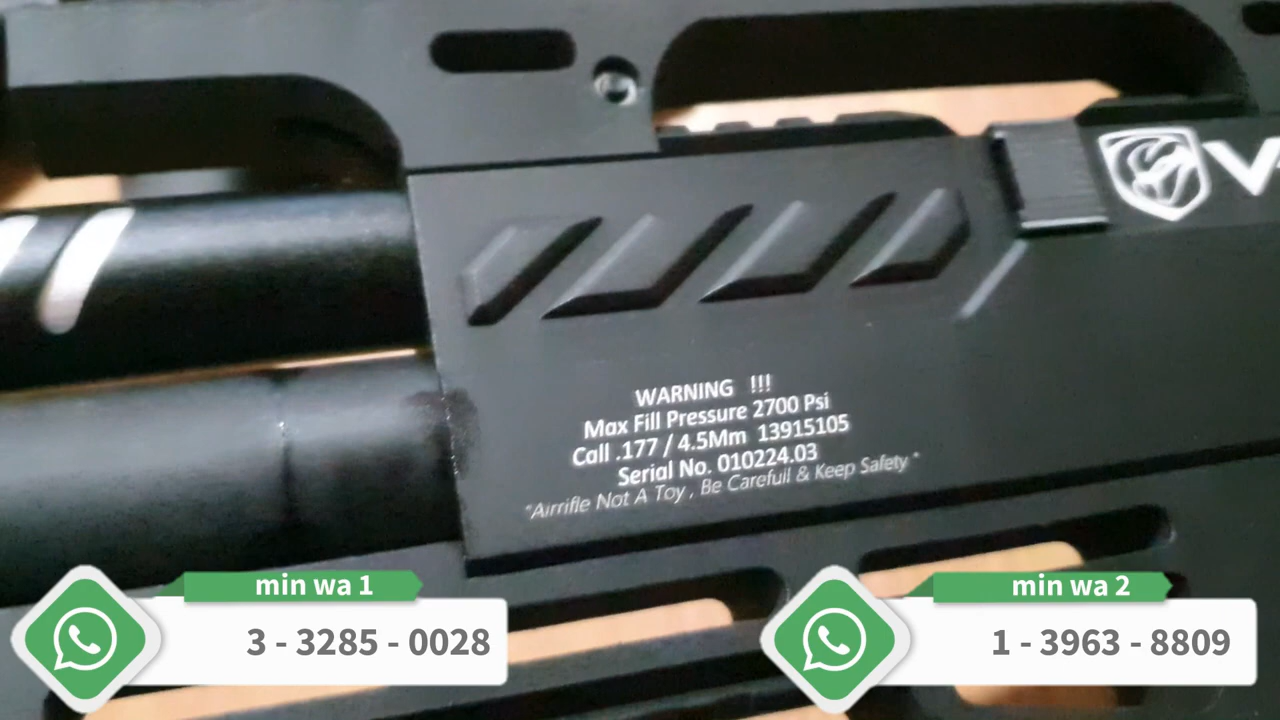 V
WARNING !!!
Max Fill Pressure 2700 Psi
Call .177 / 4.5Mm 13915105
Serial No. 010224.03
"Airrifle Not A Toy, Be Carefull & Keep Safety "
min wa 1
3 - 3285 - 0028
min wa 2
1 - 3963 - 8809